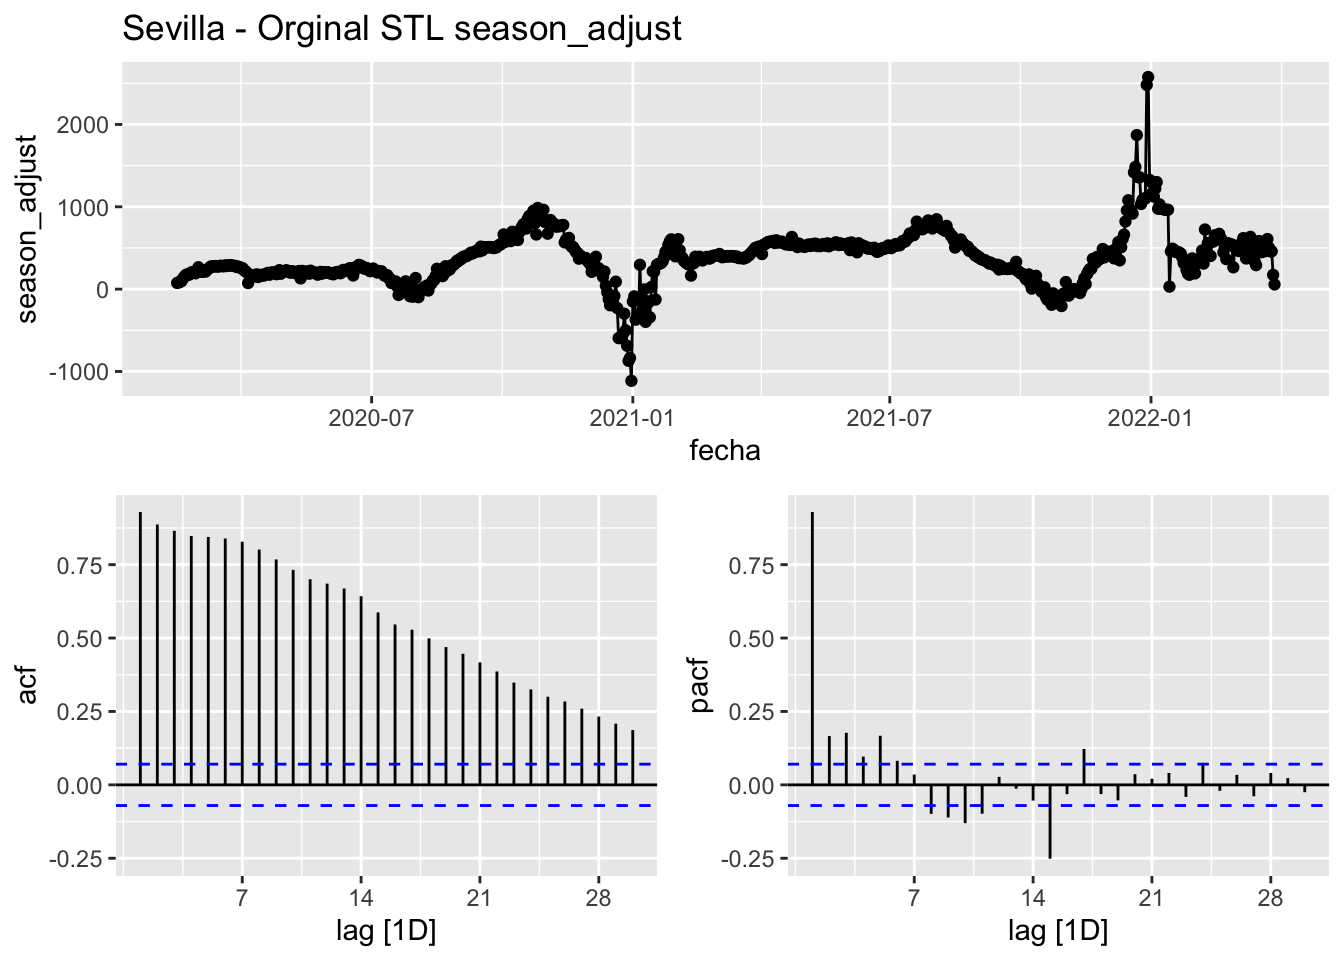 Sevilla - Orginal STL season_adjust
season_adjust
2000
1000
0
-1000
2020-07 2021-01 2021-07 2022-01
fecha
acf
0.75
0.50
0.25
0.00
-0.25
7 14 21 28
lag [1D]
pacf
0.75
0.50
0.25
0.00
-0.25
7 14 21 28
lag [1D]